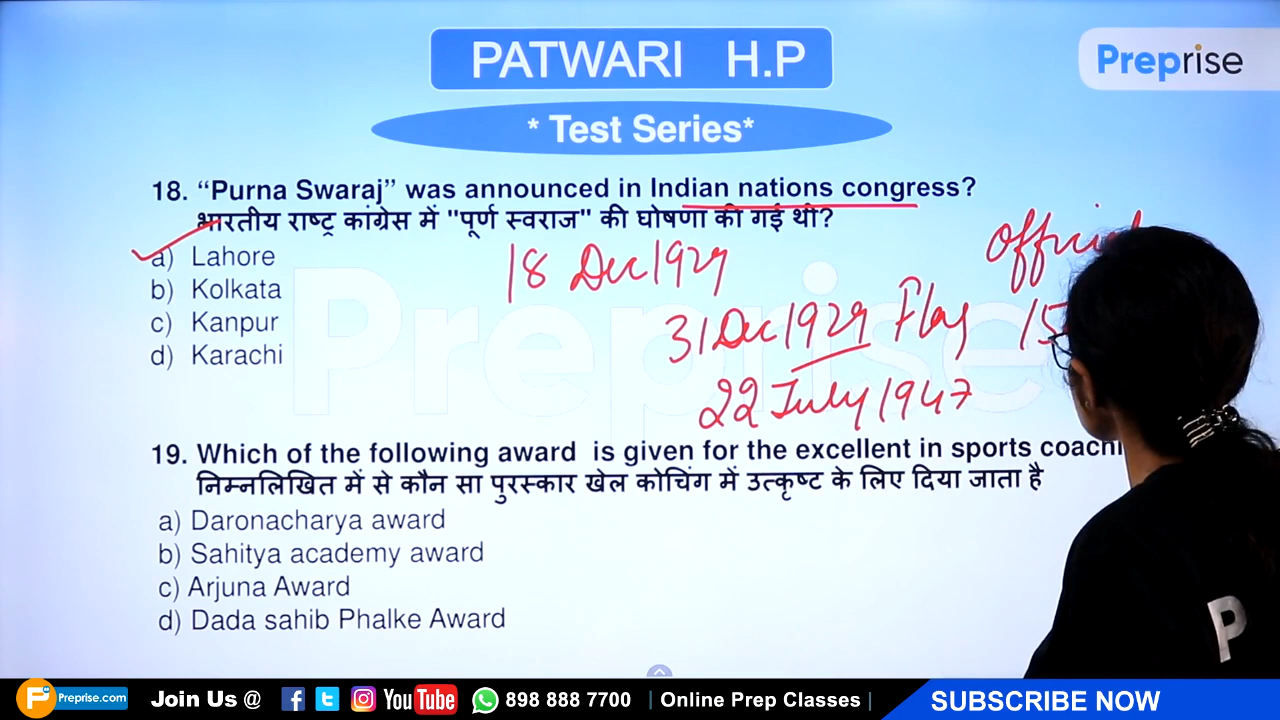 PATWARI H.P
Preprise
* Test Series*
18. “Purna Swaraj” was announced in Indian nations congress?
भारतीय राष्ट्र कांग्रेस में "पूर्ण स्वराज" की घोषणा की गई थी?
a) Lahore
b) Kolkata
c) Kanpur
d) Karachi
18 Dec 1929
31 Dec 1929 Flag
22 July 1947
19. Which of the following award is given for the excellent in sports
निम्नलिखित में से कौन सा पुरस्कार खेल कोचिंग में उत्कृष्ट के लिए दिया जाता है
a) Daronacharya award
b) Sahitya academy award
c) Arjuna Award
d) Dada sahib Phalke Award
Preprise
P
Preprise.com Join Us @ YouTube 898 888 7700 | Online Prep Classes | SUBSCRIBE NOW